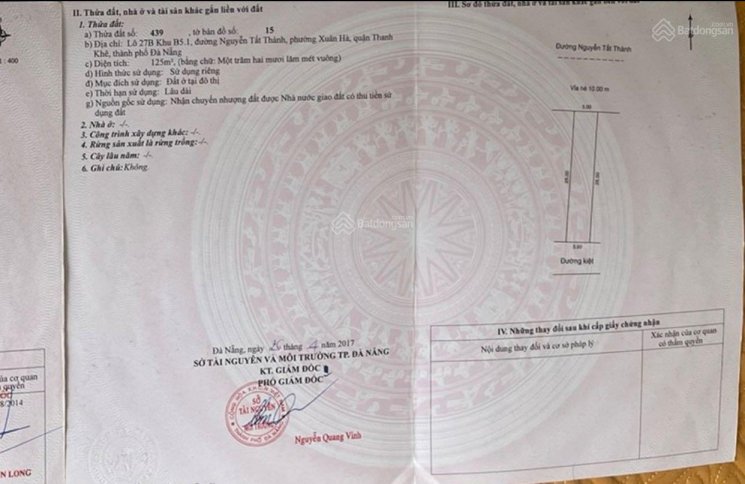 II. Thửa đất, nhà ở và tài sản khác gắn liền với đất
1. Thửa đất:
a) Thửa đất số: 439 , tờ bản đồ số: 15
b) Địa chỉ: Lô 27B Khu B5.1, đường Nguyễn Tất Thành, phường Xuân Hà, quận Thanh
Khê, thành phố Đà Nẵng
c) Diện tích: 125m², (bằng chữ: Một trăm hai mươi lăm mét vuông)
d) Hình thức sử dụng: Sử dụng riêng
đ) Mục đích sử dụng: Đất ở tại đô thị
e) Thời hạn sử dụng: Lâu dài
g) Nguồn gốc sử dụng: Nhận chuyển nhượng đất được Nhà nước giao đất có thu tiền sử
dụng đất
2. Nhà ở: -/-
3. Công trình xây dựng khác: -/-
4. Rừng sản xuất là rừng trồng: -/-
5. Cây lâu năm: -/-
6. Ghi chú: Không.
Đà Nẵng, ngày tháng 4 năm 2017
SỞ TÀI NGUYÊN VÀ MÔI TRƯỜNG TP. ĐÀ NẴNG
KT. GIÁM ĐỐC
PHÓ GIÁM ĐỐC
SỞ
TÀI NGUYÊN
Nguyễn Quang Vinh
III. Sơ đồ thửa đất, nhà ở và tài sản khác gắn liền với đất
Batdongsan
.com.vn
Đường Nguyễn Tất Thành
Vỉa hè 10.00 m
5.00
25.00
25.00
5.00
Đường kiệt
Batdongsan
.com.vn
IV. Những thay đổi sau khi cấp giấy chứng nhận
Nội dung thay đổi và cơ sở pháp lý
Xác nhận của cơ quan
có thẩm quyền
: 400
của cơ quan
quyền
8/2014
N LONG